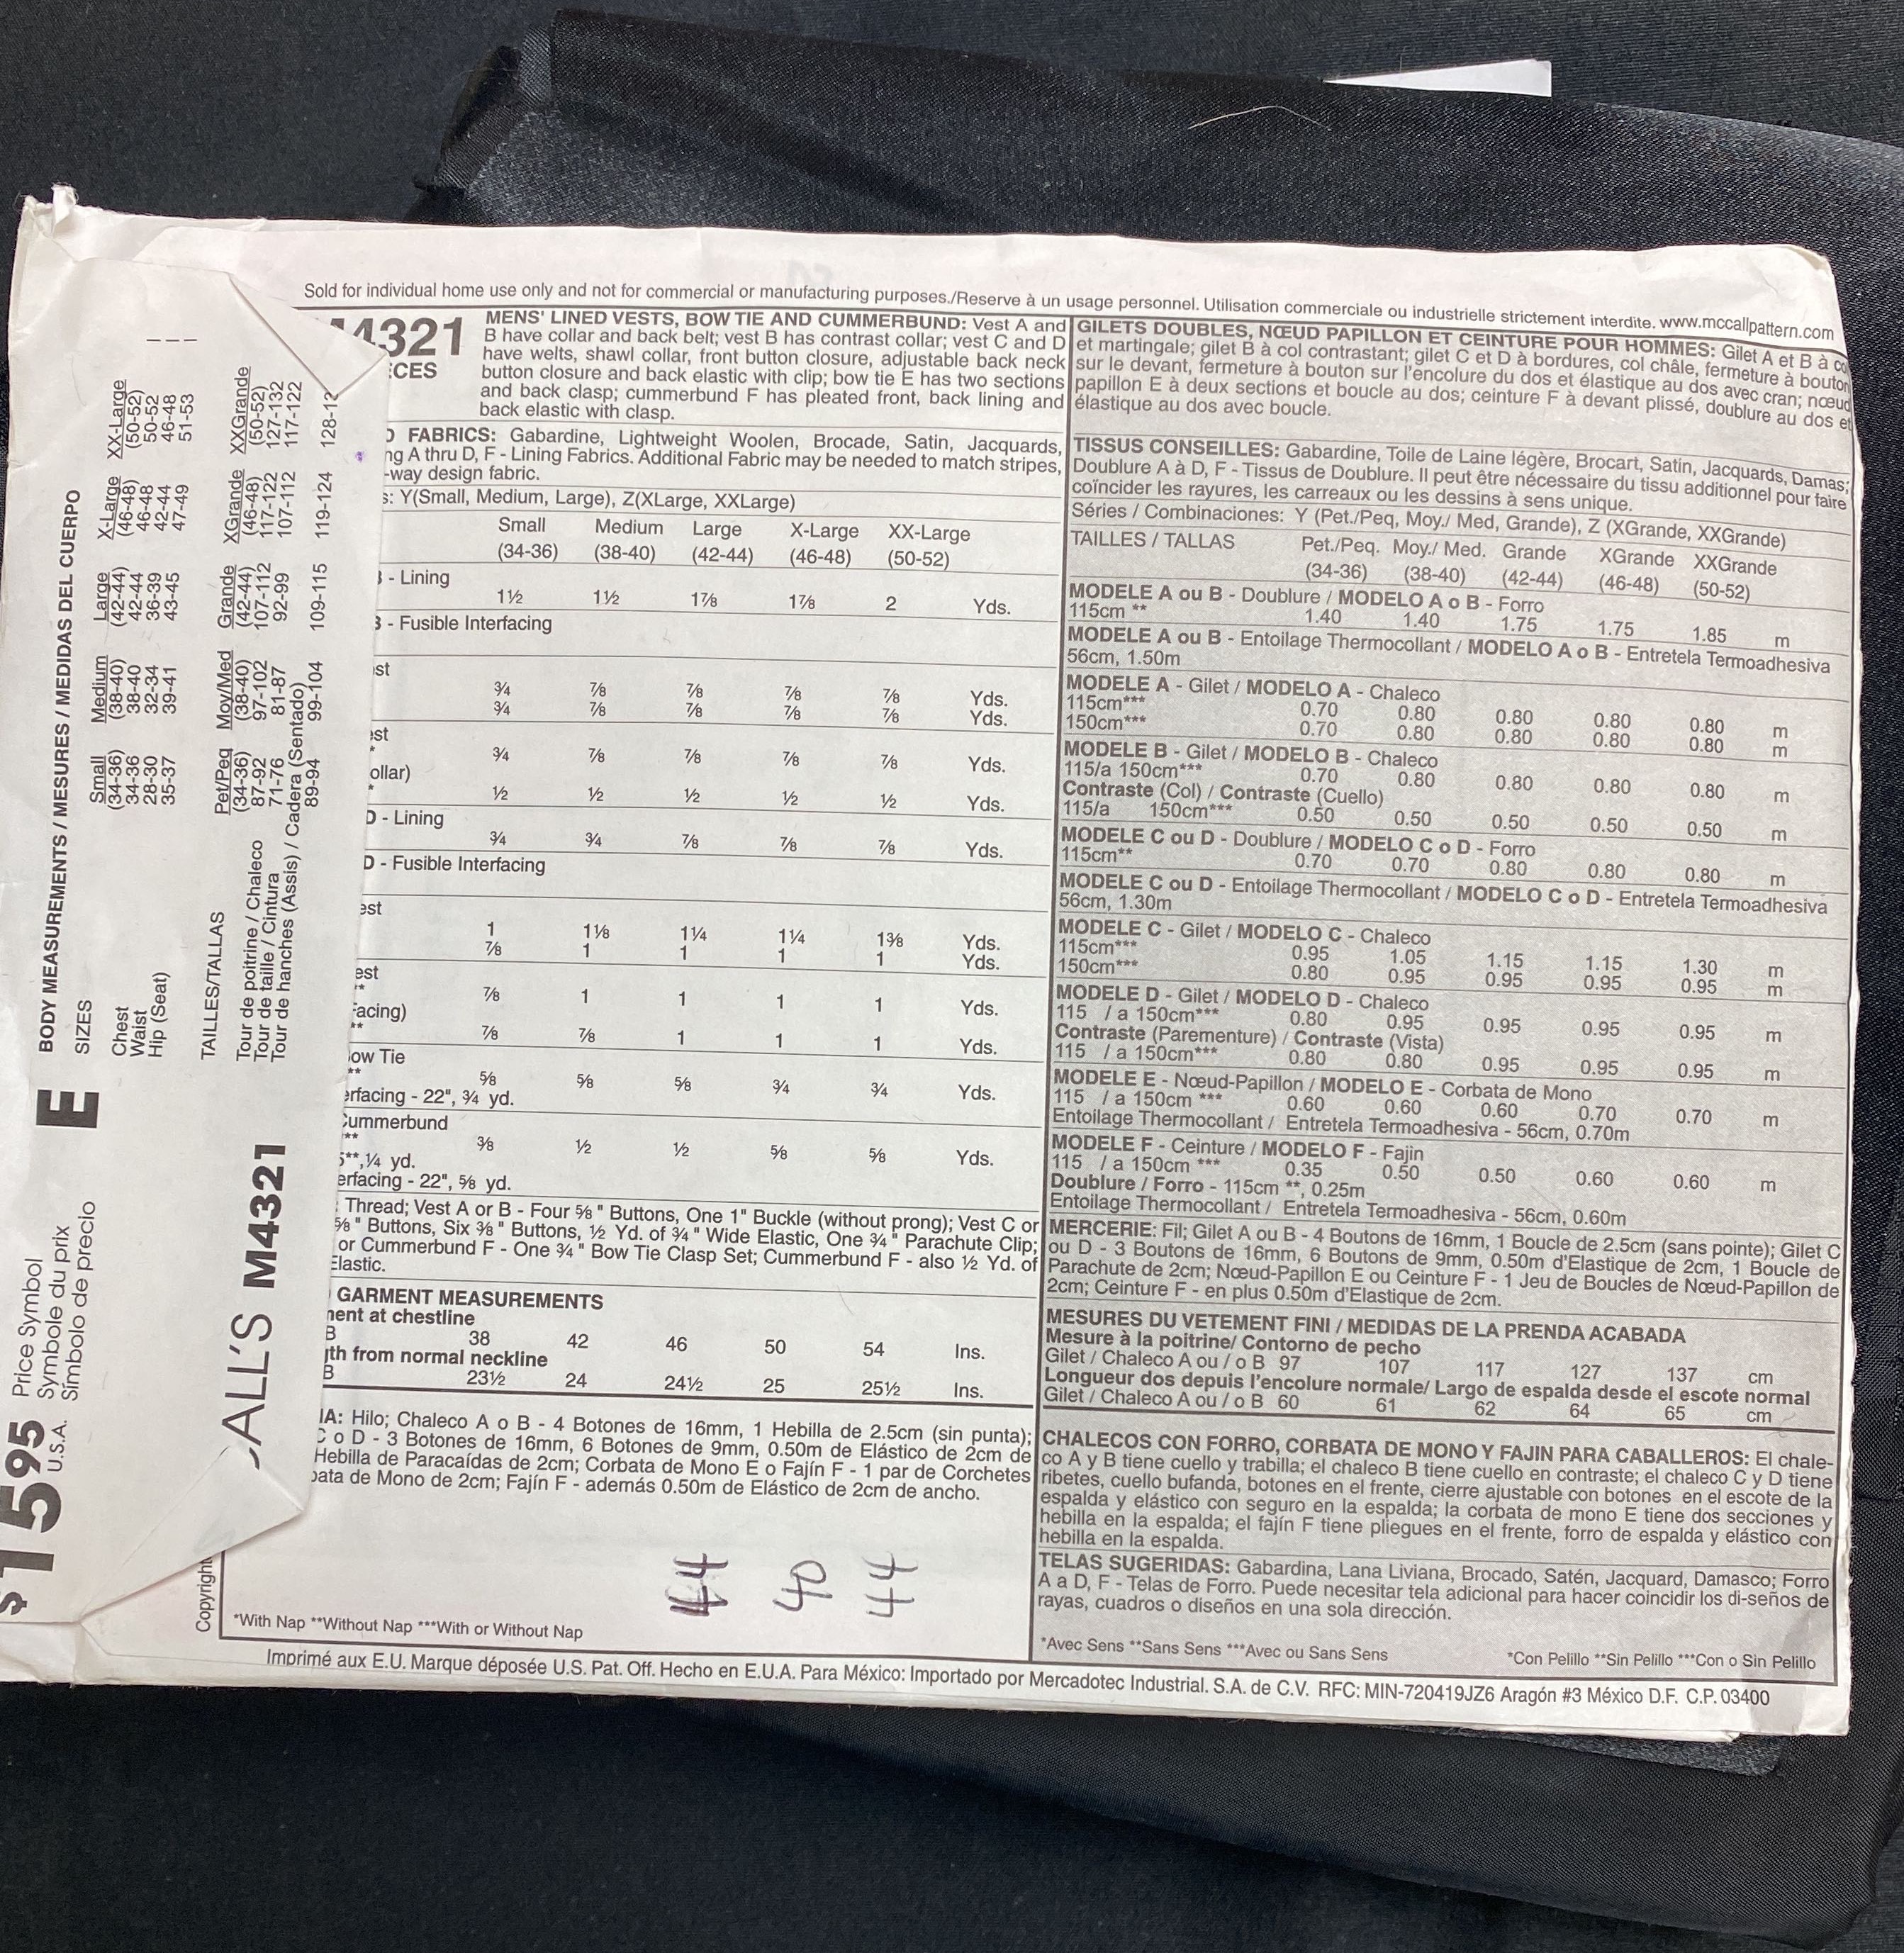 Sold for individual home use only and not for commercial or manufacturing purposes./Reserve à un usage personnel. Utilisation commerciale ou industrielle strictement interdite. www.mccallpattern.com
4321
CES
MENS' LINED VESTS, BOW TIE AND CUMMERBUND: Vest A and
B have collar and back belt; vest B has contrast collar; vest C and D
have welts, shawl collar, front button closure, adjustable back neck
button closure and back elastic with clip; bow tie E has two sections
and back clasp; cummerbund F has pleated front, back lining and
back elastic with clasp.
FABRICS: Gabardine, Lightweight Woolen, Brocade, Satin, Jacquards,
ng A thru D, F - Lining Fabrics. Additional Fabric may be needed to match stripes,
-way design fabric.
s: Y(Small, Medium, Large), Z(XLarge, XXLarge)
Small Medium Large X-Large XX-Large
(34-36) (38-40) (42-44) (46-48) (50-52)
- Lining
1½ 1½ 1⅞ 1⅞ 2 Yds.
- Fusible Interfacing
est
¾ ⅞ ⅞ ⅞ ⅞ Yds.
¾ ⅞ ⅞ ⅞ ⅞ Yds.
est
* ¾ ⅞ ⅞ ⅞ ⅞ Yds.
ollar)
* ½ ½ ½ ½ ½ Yds.
D - Lining
¾ ¾ ⅞ ⅞ ⅞ Yds.
D - Fusible Interfacing
est
1 1⅛ 1¼ 1¼ 1⅜ Yds.
⅞ 1 1 1 1 Yds.
est
** ⅞ 1 1 1 1 Yds.
acing)
** ⅞ ⅞ 1 1 1 Yds.
ow Tie
** ⅝ ⅝ ⅝ ¾ ¾ Yds.
erfacing - 22", ¾ yd.
Cummerbund
** ⅜ ½ ½ ⅝ ⅝ Yds.
5**,¼ yd.
erfacing - 22", ⅝ yd.
: Thread; Vest A or B - Four ⅝" Buttons, One 1" Buckle (without prong); Vest C or
⅝" Buttons, Six ⅜" Buttons, ½ Yd. of ¾" Wide Elastic, One ¾" Parachute Clip;
or Cummerbund F - One ¾" Bow Tie Clasp Set; Cummerbund F - also ½ Yd. of
Elastic.
GARMENT MEASUREMENTS
ment at chestline
B 38 42 46 50 54 Ins.
gth from normal neckline
B 23½ 24 24½ 25 25½ Ins.
IA: Hilo; Chaleco A o B - 4 Botones de 16mm, 1 Hebilla de 2.5cm (sin punta);
C o D - 3 Botones de 16mm, 6 Botones de 9mm, 0.50m de Elástico de 2cm de
Hebilla de Paracaídas de 2cm; Corbata de Mono E o Fajín F - 1 par de Corchetes
bata de Mono de 2cm; Fajín F - además 0.50m de Elástico de 2cm de ancho.
44 40 44
*With Nap **Without Nap ***With or Without Nap
GILETS DOUBLES, NŒUD PAPILLON ET CEINTURE POUR HOMMES: Gilet A et B à col
et martingale; gilet B à col contrastant; gilet C et D à bordures, col châle, fermeture à bouton
sur le devant, fermeture à bouton sur l'encolure du dos et élastique au dos avec cran; nœud
papillon E à deux sections et boucle au dos; ceinture F à devant plissé, doublure au dos et
élastique au dos avec boucle.
TISSUS CONSEILLES: Gabardine, Toile de Laine légère, Brocart, Satin, Jacquards, Damas;
Doublure A à D, F - Tissus de Doublure. Il peut être nécessaire du tissu additionnel pour faire
coïncider les rayures, les carreaux ou les dessins à sens unique.
Séries / Combinaciones: Y (Pet./Peq, Moy./ Med, Grande), Z (XGrande, XXGrande)
TAILLES / TALLAS Pet./Peq. Moy./ Med. Grande XGrande XXGrande
(34-36) (38-40) (42-44) (46-48) (50-52)
MODELE A ou B - Doublure / MODELO A o B - Forro
115cm ** 1.40 1.40 1.75 1.75 1.85 m
MODELE A ou B - Entoilage Thermocollant / MODELO A o B - Entretela Termoadhesiva
56cm, 1.50m
MODELE A - Gilet / MODELO A - Chaleco
115cm*** 0.70 0.80 0.80 0.80 0.80 m
150cm*** 0.70 0.80 0.80 0.80 0.80 m
MODELE B - Gilet / MODELO B - Chaleco
115/a 150cm*** 0.70 0.80 0.80 0.80 0.80 m
Contraste (Col) / Contraste (Cuello)
115/a 150cm*** 0.50 0.50 0.50 0.50 0.50 m
MODELE C ou D - Doublure / MODELO C o D - Forro
115cm** 0.70 0.70 0.80 0.80 0.80 m
MODELE C ou D - Entoilage Thermocollant / MODELO C o D - Entretela Termoadhesiva
56cm, 1.30m
MODELE C - Gilet / MODELO C - Chaleco
115cm*** 0.95 1.05 1.15 1.15 1.30 m
150cm*** 0.80 0.95 0.95 0.95 0.95 m
MODELE D - Gilet / MODELO D - Chaleco
115 / a 150cm*** 0.80 0.95 0.95 0.95 0.95 m
Contraste (Parementure) / Contraste (Vista)
115 / a 150cm*** 0.80 0.80 0.95 0.95 0.95 m
MODELE E - Nœud-Papillon / MODELO E - Corbata de Mono
115 / a 150cm *** 0.60 0.60 0.60 0.70 0.70 m
Entoilage Thermocollant / Entretela Termoadhesiva - 56cm, 0.70m
MODELE F - Ceinture / MODELO F - Fajin
115 / a 150cm *** 0.35 0.50 0.50 0.60 0.60 m
Doublure / Forro - 115cm **, 0.25m
Entoilage Thermocollant / Entretela Termoadhesiva - 56cm, 0.60m
MERCERIE: Fil; Gilet A ou B - 4 Boutons de 16mm, 1 Boucle de 2.5cm (sans pointe); Gilet C
ou D - 3 Boutons de 16mm, 6 Boutons de 9mm, 0.50m d'Elastique de 2cm, 1 Boucle de
Parachute de 2cm; Nœud-Papillon E ou Ceinture F - 1 Jeu de Boucles de Nœud-Papillon de
2cm; Ceinture F - en plus 0.50m d'Elastique de 2cm.
MESURES DU VETEMENT FINI / MEDIDAS DE LA PRENDA ACABADA
Mesure à la poitrine/ Contorno de pecho
Gilet / Chaleco A ou / o B 97 107 117 127 137 cm
Longueur dos depuis l'encolure normale/ Largo de espalda desde el escote normal
Gilet / Chaleco A ou / o B 60 61 62 64 65 cm
CHALECOS CON FORRO, CORBATA DE MONO Y FAJIN PARA CABALLEROS: El chale-
co A y B tiene cuello y trabilla; el chaleco B tiene cuello en contraste; el chaleco C y D tiene
ribetes, cuello bufanda, botones en el frente, cierre ajustable con botones en el escote de la
espalda y elástico con seguro en la espalda; la corbata de mono E tiene dos secciones y
hebilla en la espalda; el fajín F tiene pliegues en el frente, forro de espalda y elástico con
hebilla en la espalda.
TELAS SUGERIDAS: Gabardina, Lana Liviana, Brocado, Satén, Jacquard, Damasco; Forro
A a D, F - Telas de Forro. Puede necesitar tela adicional para hacer coincidir los di-seños de
rayas, cuadros o diseños en una sola dirección.
*Avec Sens **Sans Sens ***Avec ou Sans Sens *Con Pelillo **Sin Pelillo ***Con o Sin Pelillo
Imprimé aux E.U. Marque déposée U.S. Pat. Off. Hecho en E.U.A. Para México: Importado por Mercadotec Industrial. S.A. de C.V. RFC: MIN-720419JZ6 Aragón #3 México D.F. C.P. 03400
Copyright
$1595 U.S.A.
Price Symbol
Symbole du prix
Símbolo de precio
E
BODY MEASUREMENTS / MESURES / MEDIDAS DEL CUERPO
SIZES Small Medium Large X-Large XX-Large
(34-36) (38-40) (42-44) (46-48) (50-52)
Chest 34-36 38-40 42-44 46-48 50-52
Waist 28-30 32-34 36-39 42-44 46-48
Hip (Seat) 35-37 39-41 43-45 47-49 51-53
TAILLES/TALLAS Pet/Peq Moy/Med Grande XGrande XXGrande
(34-36) (38-40) (42-44) (46-48) (50-52)
Tour de poitrine / Chaleco 87-92 97-102 107-112 117-122 127-132
Tour de taille / Cintura 71-76 81-87 92-99 107-112 117-122
Tour de hanches (Assis) / Cadera (Sentado)
89-94 99-104 109-115 119-124 128-13
CALL'S M4321